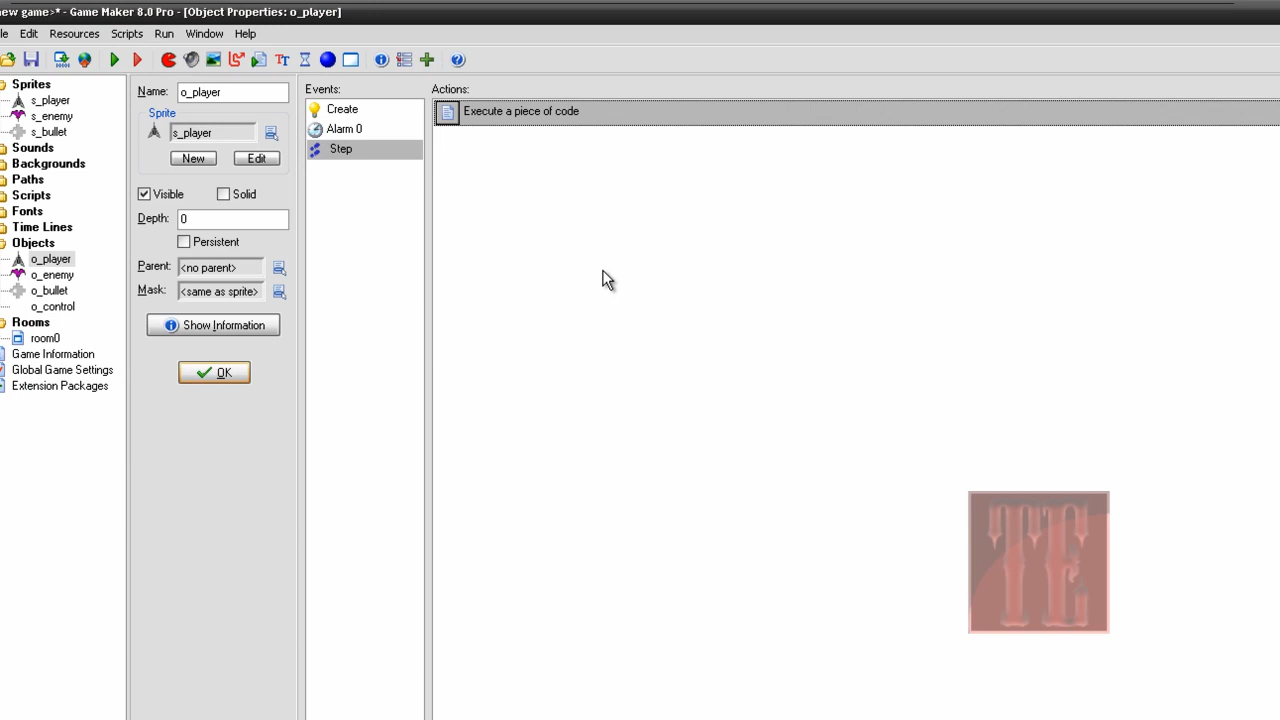 new game>* - Game Maker 8.0 Pro - [Object Properties: o_player]
le Edit Resources Scripts Run Window Help
Sprites
s_player
s_enemy
s_bullet
Sounds
Backgrounds
Paths
Scripts
Fonts
Time Lines
Objects
o_player
o_enemy
o_bullet
o_control
Rooms
room0
Game Information
Global Game Settings
Extension Packages
Name: o_player
Sprite
s_player
New Edit
Visible Solid
Depth: 0
Persistent
Parent: <no parent>
Mask: <same as sprite>
Show Information
OK
Events:
Create
Alarm 0
Step
Actions:
Execute a piece of code
TE